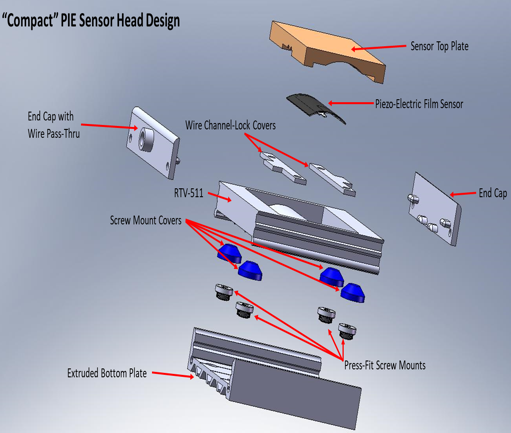 “Compact” PIE Sensor Head Design
Sensor Top Plate
Piezo-Electric Film Sensor
End Cap with
Wire Pass-Thru
Wire Channel-Lock Covers
RTV-511
End Cap
Screw Mount Covers
Press-Fit Screw Mounts
Extruded Bottom Plate